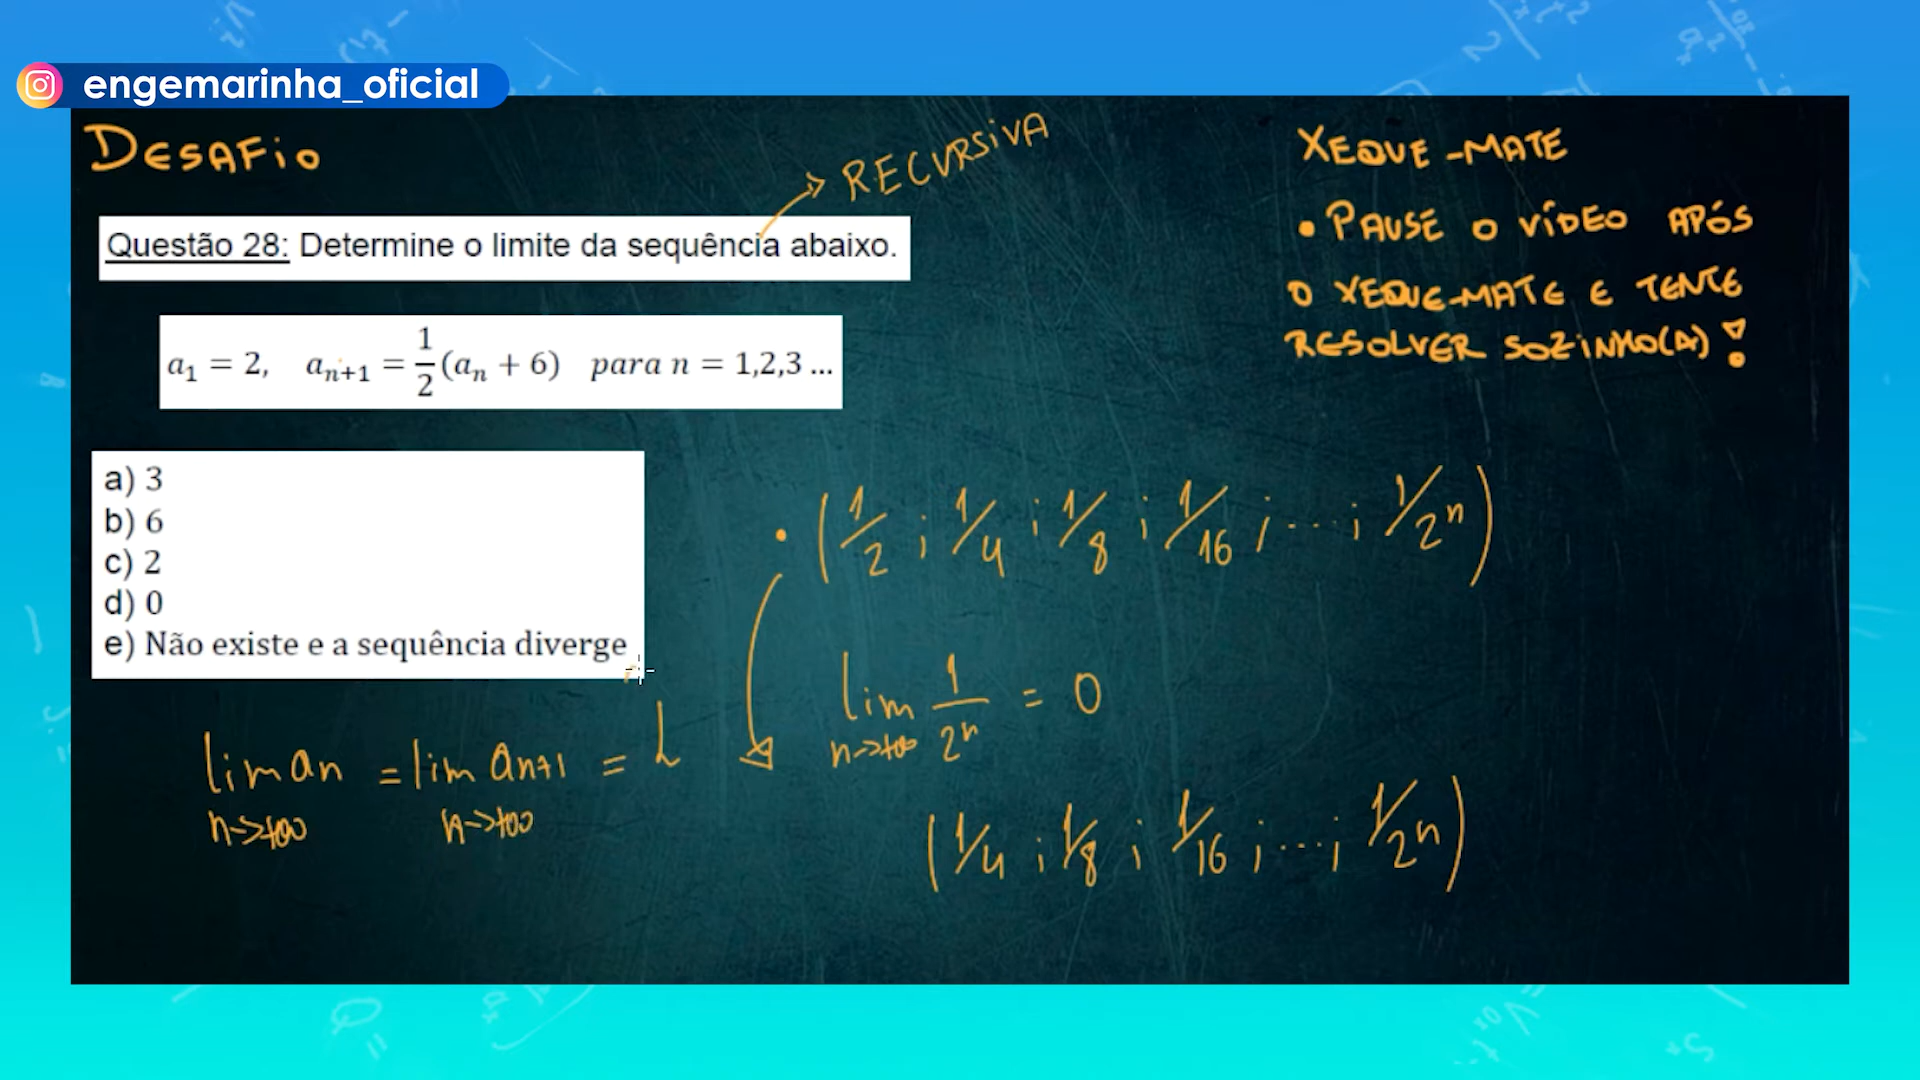 engemarinha_oficial
DESAFIO
RECURSIVA
Questão 28: Determine o limite da sequência abaixo.
a₁ = 2, aₙ₊₁ = 1/2 (aₙ + 6) para n = 1,2,3 ...
a) 3
b) 6
c) 2
d) 0
e) Não existe e a sequência diverge
lim an = lim an+1 = L
n->+∞ n->+∞
XEQUE-MATE
• PAUSE O VÍDEO APÓS
O XEQUE-MATE E TENTE
RESOLVER SOZINHO(A) !
• (1/2 ; 1/4 ; 1/8 ; 1/16 ; ... ; 1/2ⁿ)
lim 1/2ⁿ = 0
n->+∞
(1/4 ; 1/8 ; 1/16 ; ... ; 1/2ⁿ)